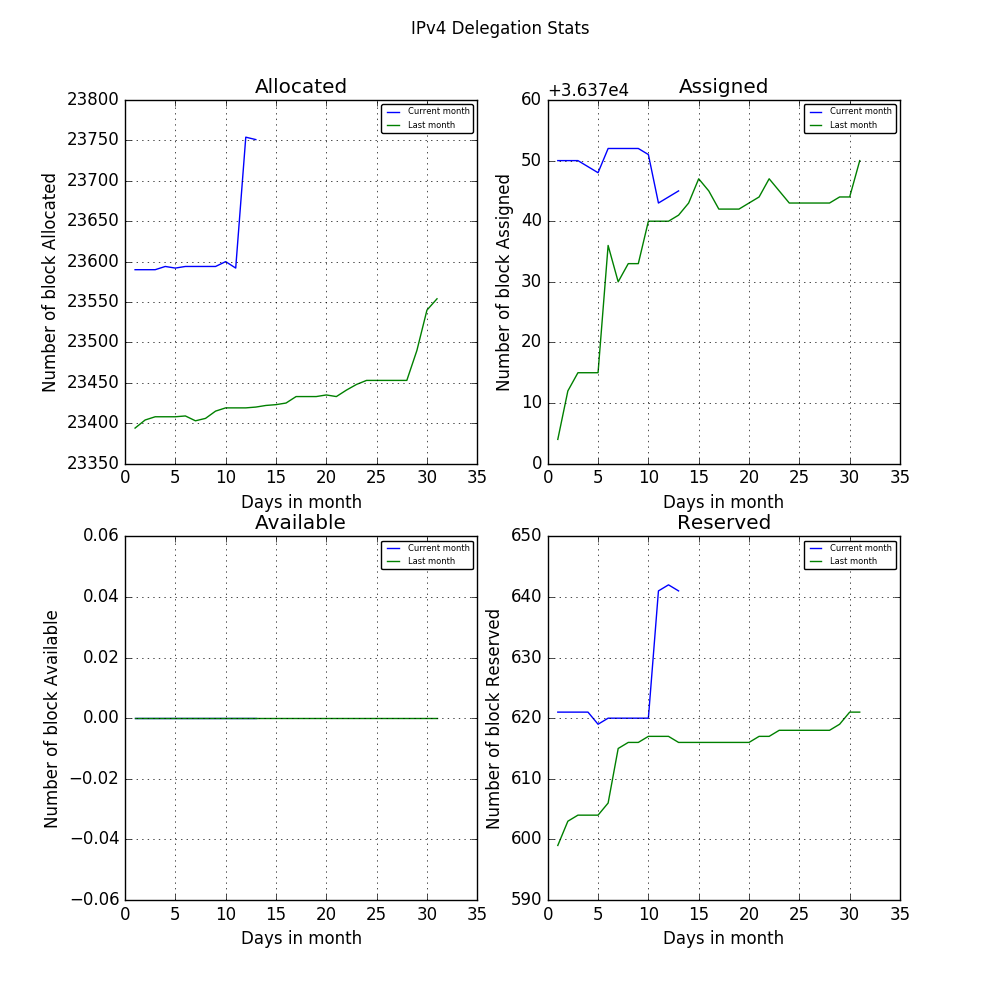 IPv4 Delegation Stats
Allocated
Number of block Allocated
23800
23750
23700
23650
23600
23550
23500
23450
23400
23350
0 5 10 15 20 25 30 35
Days in month
Current month
Last month
+3.637e4
Assigned
Number of block Assigned
60
50
40
30
20
10
0
0 5 10 15 20 25 30 35
Days in month
Current month
Last month
Available
Number of block Available
0.06
0.04
0.02
0.00
−0.02
−0.04
−0.06
0 5 10 15 20 25 30 35
Days in month
Current month
Last month
Reserved
Number of block Reserved
650
640
630
620
610
600
590
0 5 10 15 20 25 30 35
Days in month
Current month
Last month